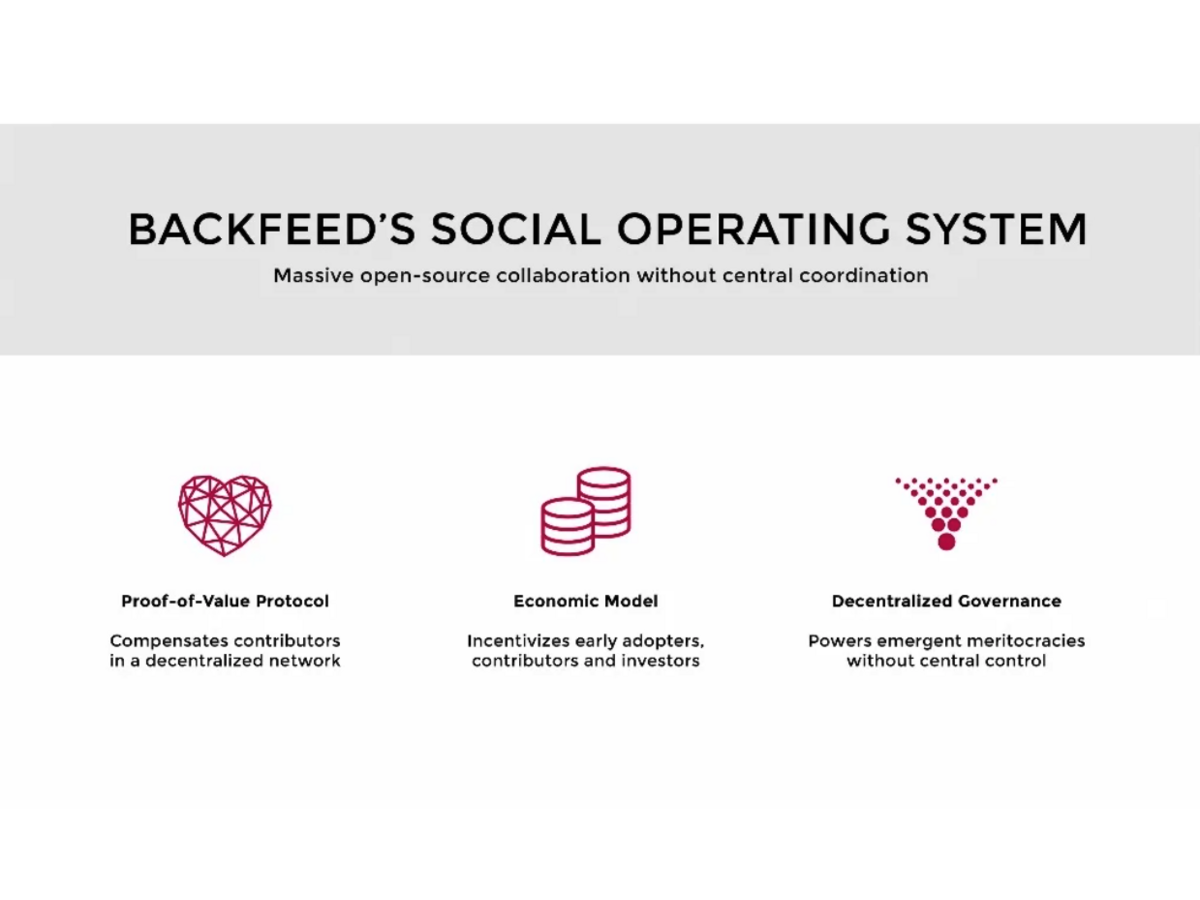 BACKFEED'S SOCIAL OPERATING SYSTEM
Massive open-source collaboration without central coordination
Proof-of-Value Protocol
Compensates contributors
in a decentralized network
Economic Model
Incentivizes early adopters,
contributors and investors
Decentralized Governance
Powers emergent meritocracies
without central control